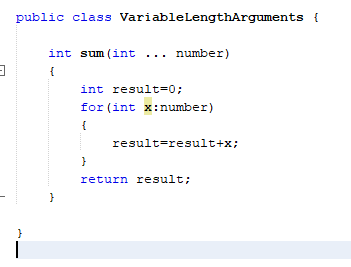 public class VariableLengthArguments {
int sum(int ... number)
{
int result=0;
for(int x:number)
{
result=result+x;
}
return result;
}
}